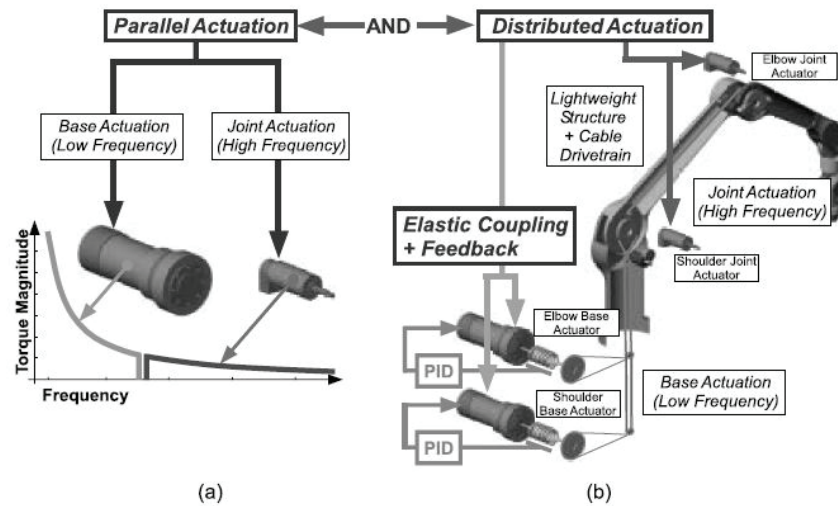 Parallel Actuation
AND
Distributed Actuation
Base Actuation
(Low Frequency)
Joint Actuation
(High Frequency)
Torque Magnitude
Frequency
(a)
Elbow Joint
Actuator
Lightweight
Structure
+ Cable
Drivetrain
Joint Actuation
(High Frequency)
Shoulder Joint
Actuator
Elastic Coupling
+ Feedback
Elbow Base
Actuator
PID
Shoulder
Base Actuator
PID
Base Actuation
(Low Frequency)
(b)